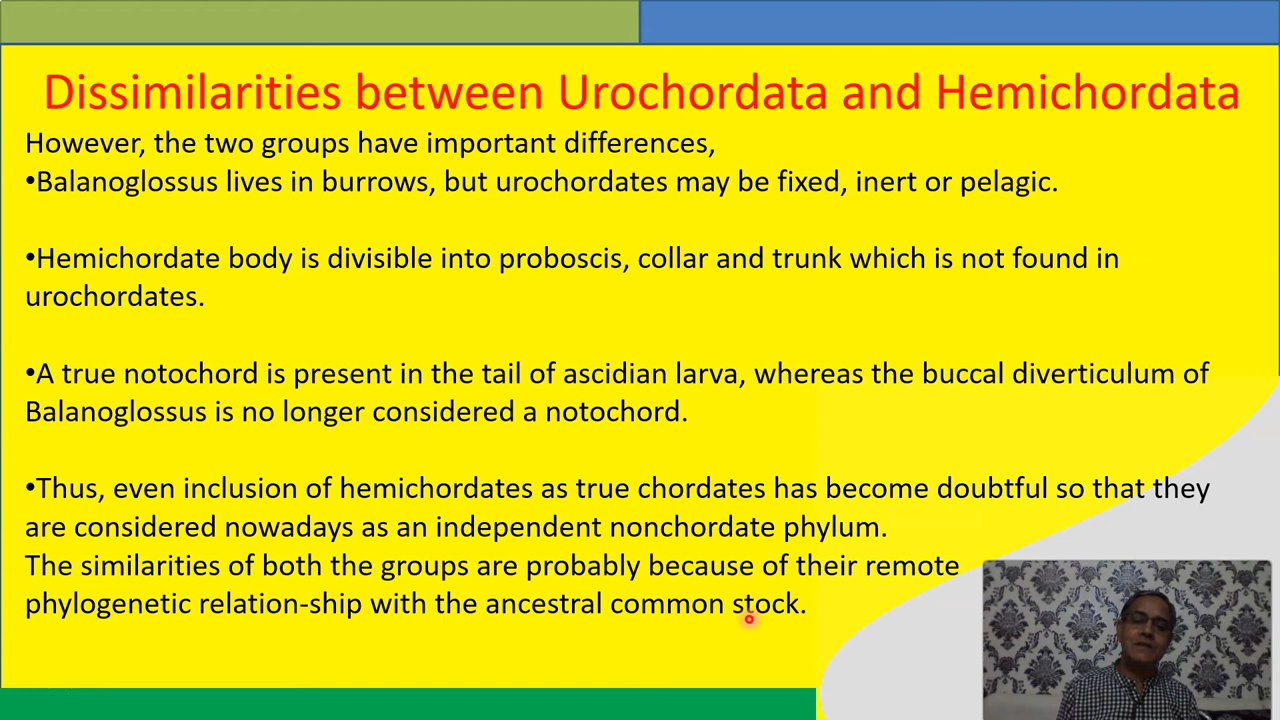 Dissimilarities between Urochordata and Hemichordata
However, the two groups have important differences,
•Balanoglossus lives in burrows, but urochordates may be fixed, inert or pelagic.
•Hemichordate body is divisible into proboscis, collar and trunk which is not found in
urochordates.
•A true notochord is present in the tail of ascidian larva, whereas the buccal diverticulum of
Balanoglossus is no longer considered a notochord.
•Thus, even inclusion of hemichordates as true chordates has become doubtful so that they
are considered nowadays as an independent nonchordate phylum.
The similarities of both the groups are probably because of their remote
phylogenetic relation-ship with the ancestral common stock.